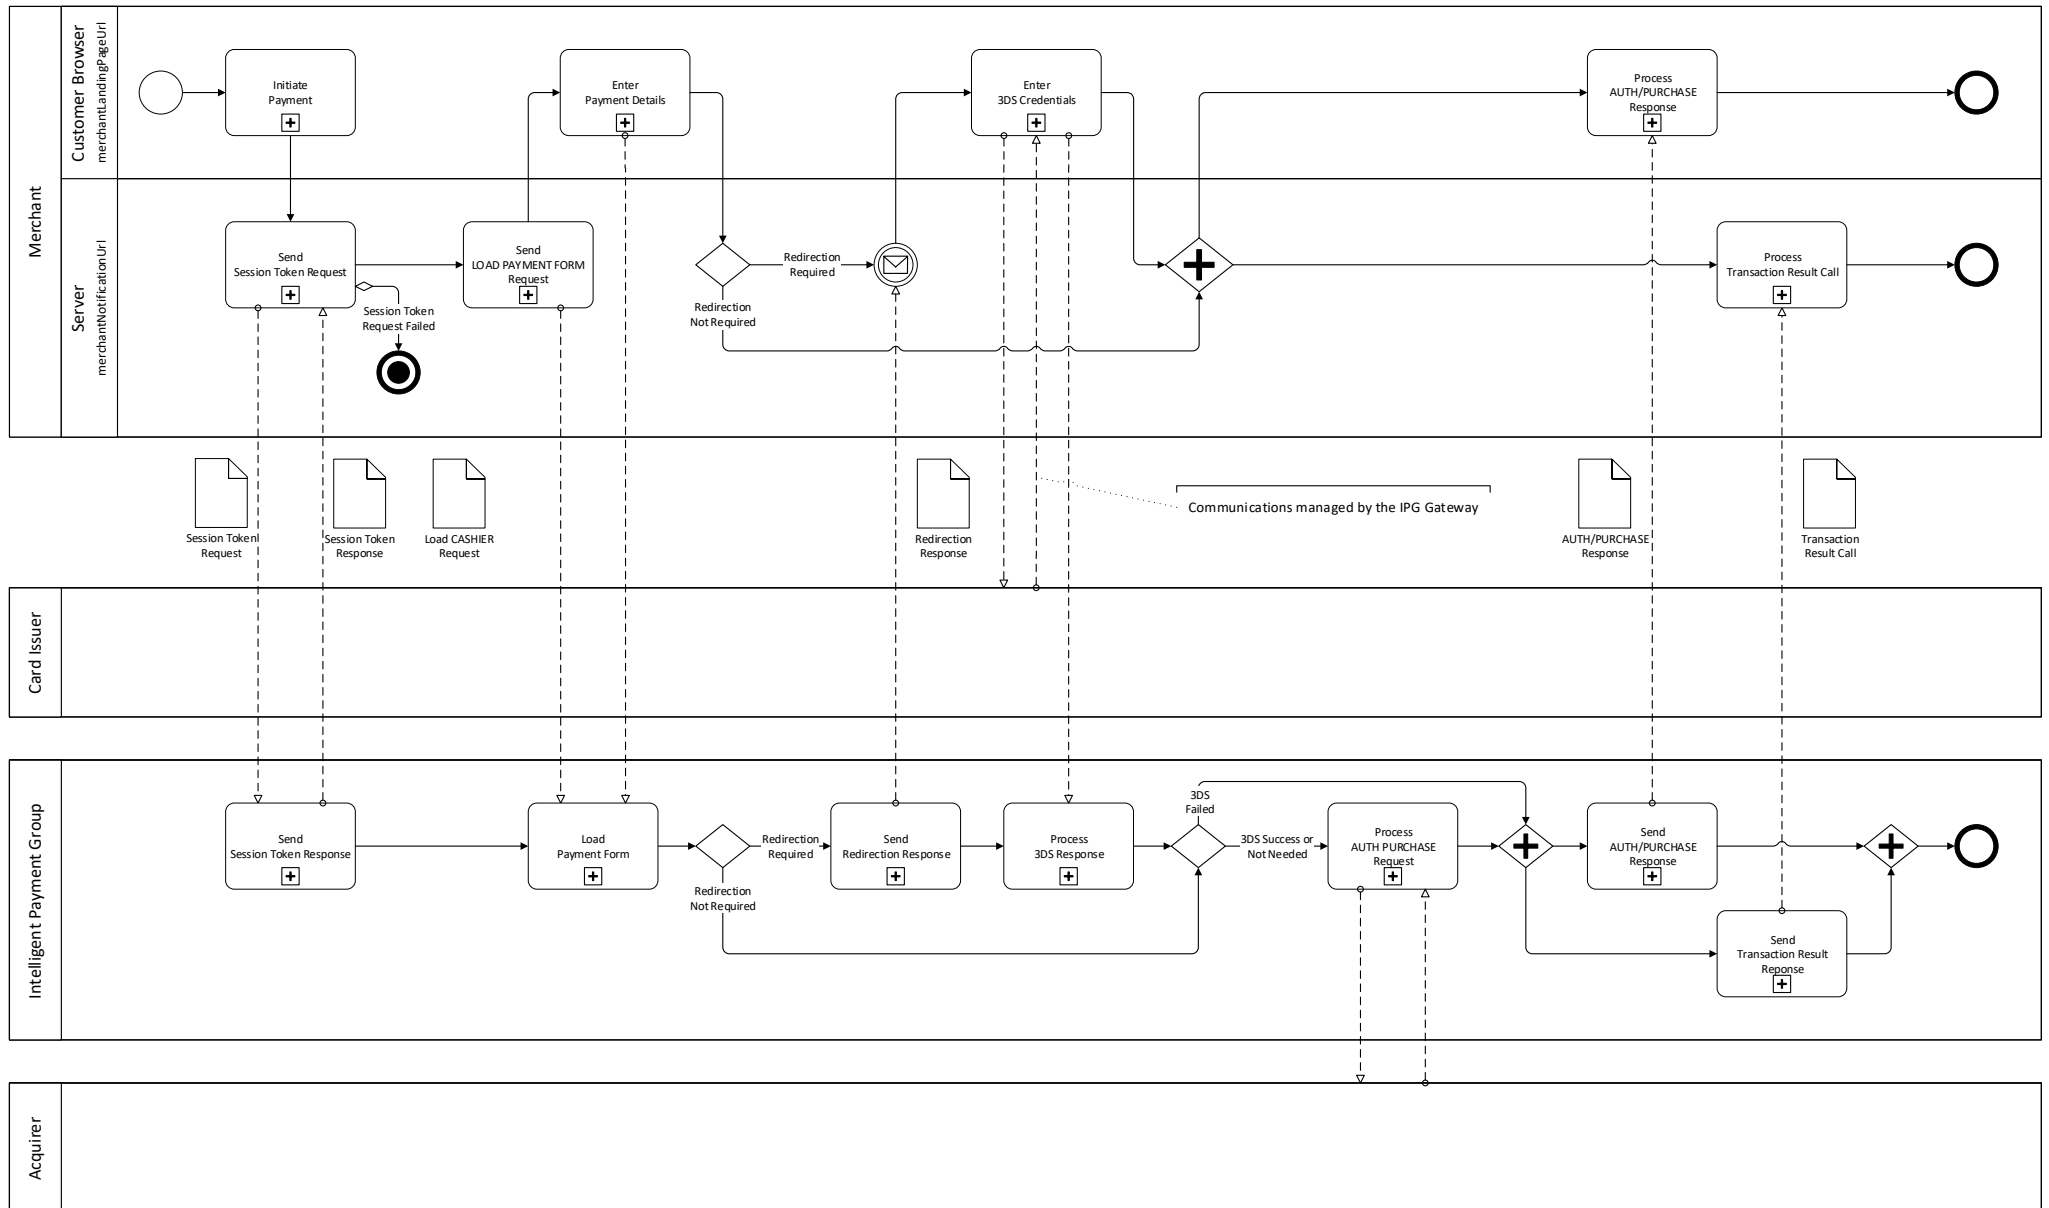 Merchant
Customer Browser
merchantLandingPageUrl
Initiate
Payment
Enter
Payment Details
Enter
3DS Credentials
Process
AUTH/PURCHASE
Response
Server
merchantNotificationUrl
Send
Session Token Request
Session Token
Request Failed
Send
LOAD PAYMENT FORM
Request
Redirection
Required
Redirection
Not Required
Process
Transaction Result Call
Session Token
Request
Session Token
Response
Load CASHIER
Request
Redirection
Response
Communications managed by the IPG Gateway
AUTH/PURCHASE
Response
Transaction
Result Call
Card Issuer
Intelligent Payment Group
Send
Session Token Response
Load
Payment Form
Redirection
Required
Redirection
Not Required
Send
Redirection Response
Process
3DS Response
3DS
Failed
3DS Success or
Not Needed
Process
AUTH PURCHASE
Request
Send
AUTH/PURCHASE
Response
Send
Transaction Result
Reponse
Acquirer